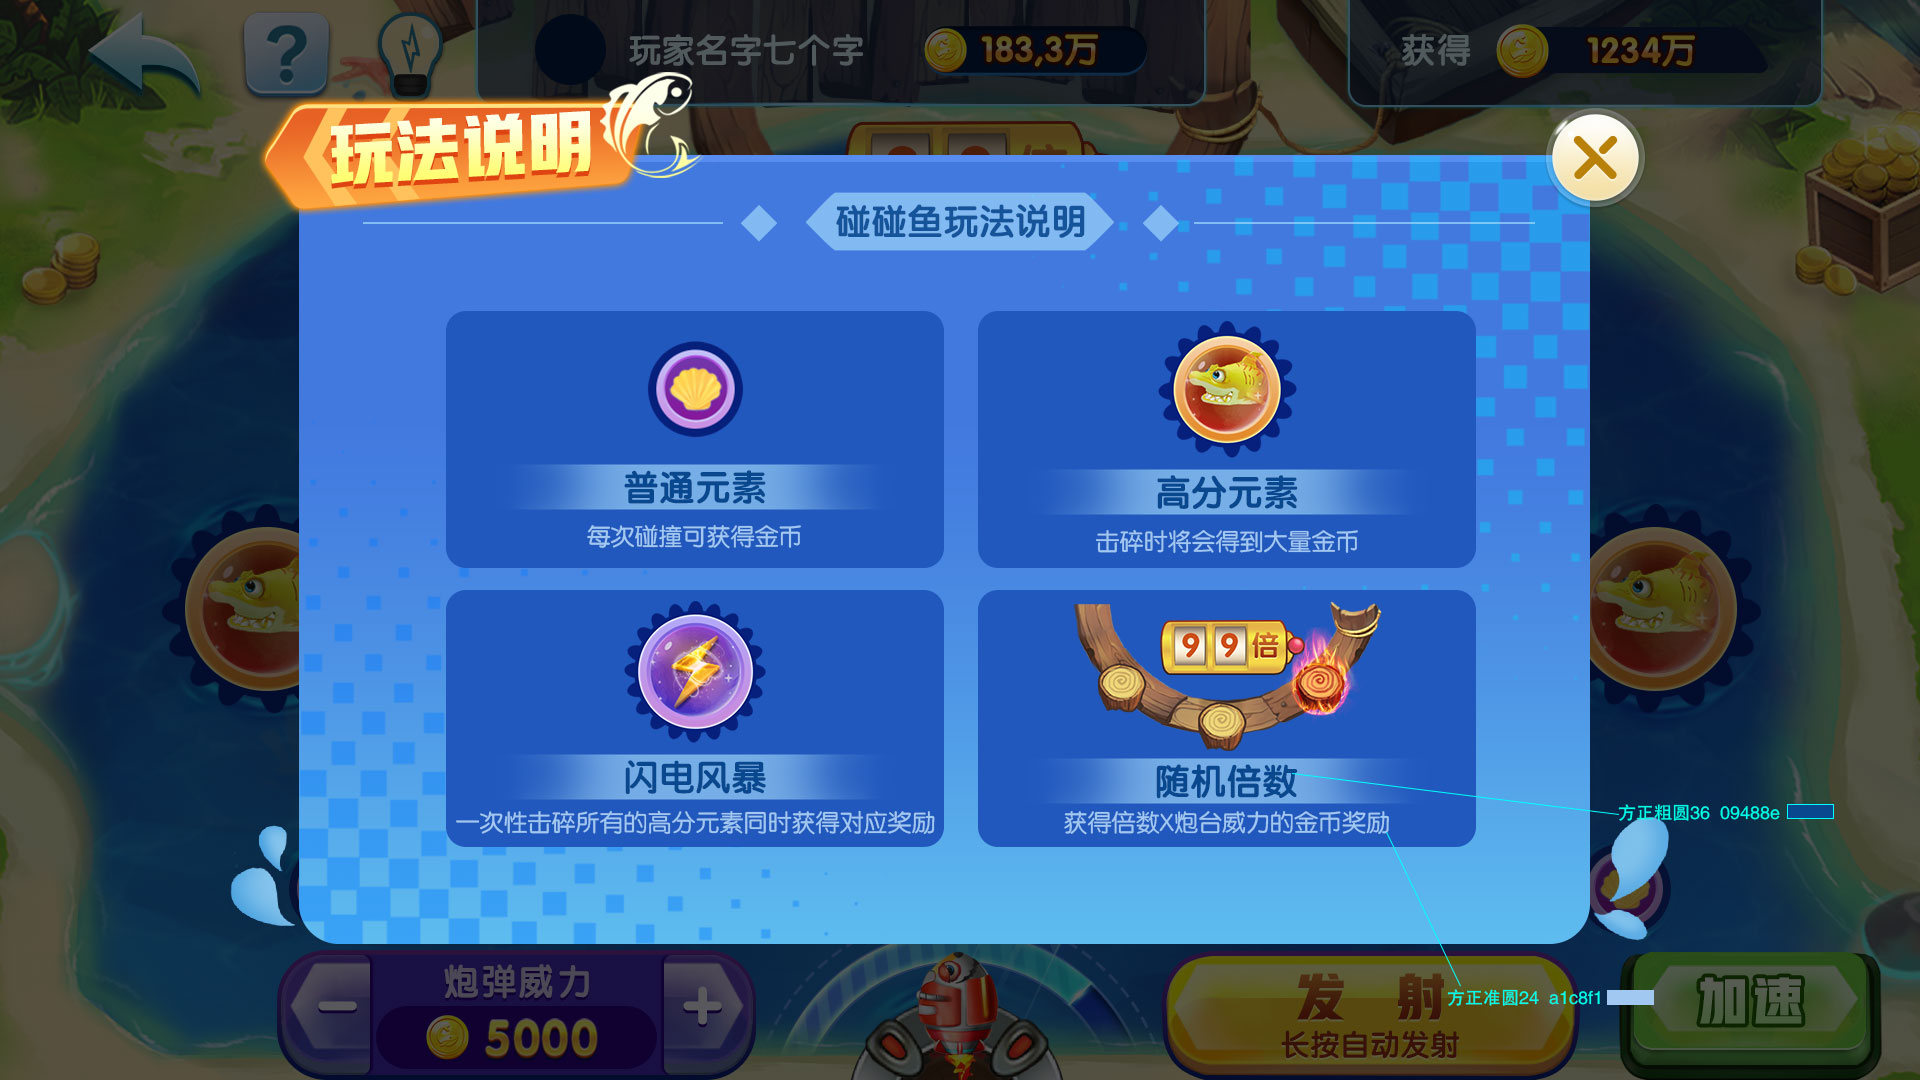 ?
玩家名字七个字
183,3万
获得
1234万
玩法说明
碰碰鱼玩法说明
普通元素
每次碰撞可获得金币
高分元素
击碎时将会得到大量金币
闪电风暴
一次性击碎所有的高分元素同时获得对应奖励
99倍
随机倍数
获得倍数X炮台威力的金币奖励
方正粗圆36 09488e
方正准圆24 a1c8f1
炮弹威力
5000
发 射
长按自动发射
加速